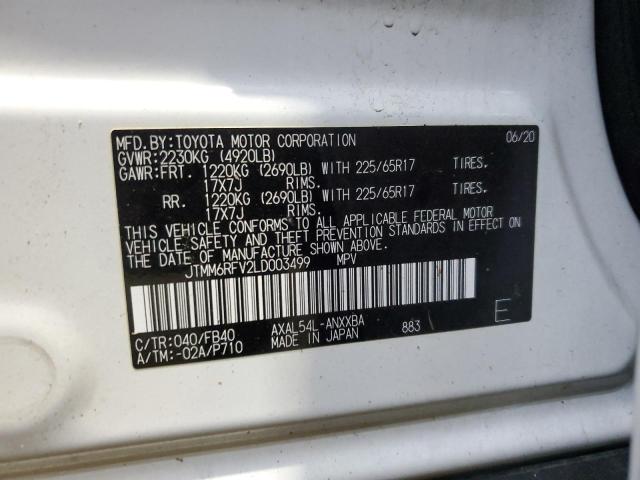 MFD.BY:TOYOTA MOTOR CORPORATION 06/20
GVWR:2230KG (4920LB)
GAWR:FRT. 1220KG (2690LB) WITH 225/65R17 TIRES.
17X7J RIMS.
RR. 1220KG (2690LB) WITH 225/65R17 TIRES.
17X7J RIMS.
THIS VEHICLE CONFORMS TO ALL APPLICABLE FEDERAL MOTOR
VEHICLE SAFETY AND THEFT PREVENTION STANDARDS IN
EFFECT ON THE DATE OF MANUFACTURE SHOWN ABOVE.
JTMM6RFV2LD003499 MPV
C/TR:040/FB40 AXAL54L-ANXXBA 883 E
A/TM:-02A/P710 MADE IN JAPAN